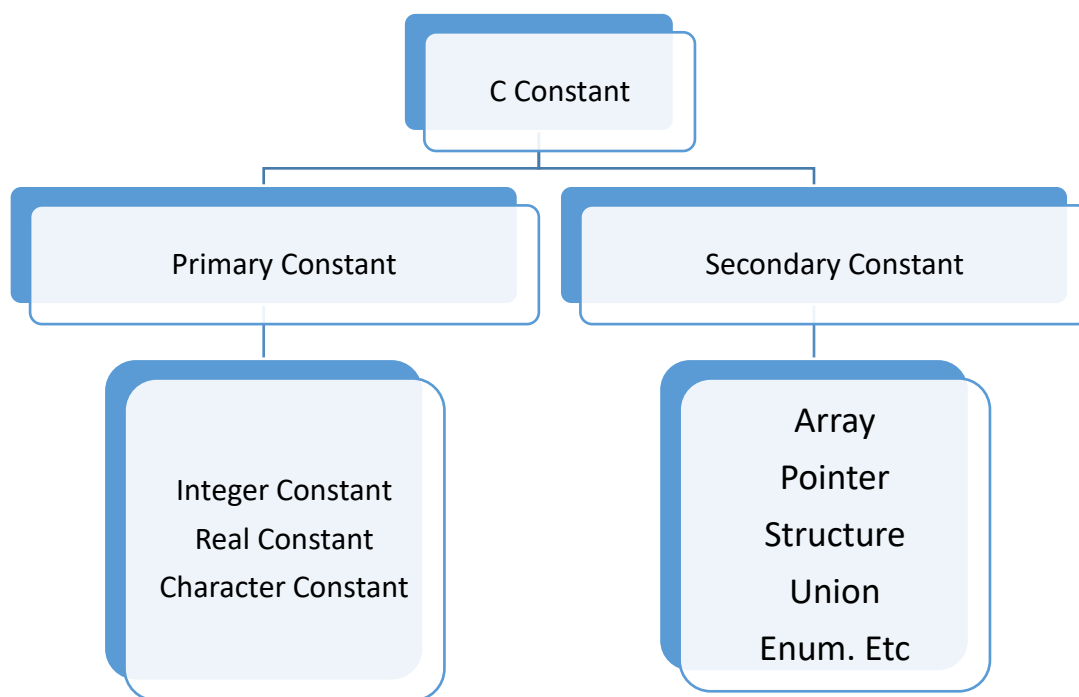 C Constant
Primary Constant
Secondary Constant
Integer Constant
Real Constant
Character Constant
Array
Pointer
Structure
Union
Enum. Etc